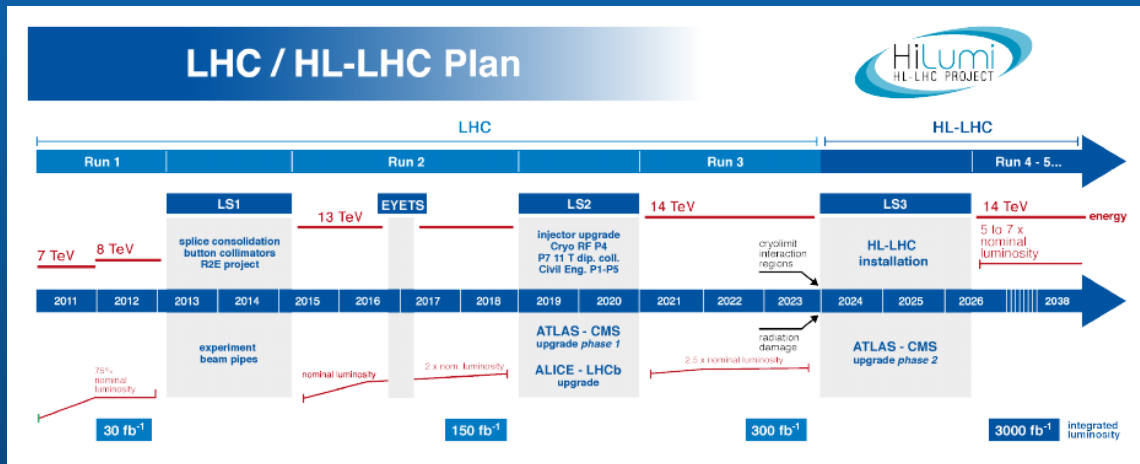 LHC / HL-LHC Plan
HiLumi
HL-LHC PROJECT
LHC
HL-LHC
Run 1
Run 2
Run 3
Run 4 - 5...
LS1
EYETS
LS2
LS3
7 TeV
8 TeV
13 TeV
14 TeV
14 TeV
energy
splice consolidation
button collimators
R2E project
injector upgrade
Cryo RF P4
P7 11 T dip. coll.
Civil Eng. P1-P5
cryolimit
interaction
regions
HL-LHC
installation
5 to 7 x
nominal
luminosity
2011 2012 2013 2014 2015 2016 2017 2018 2019 2020 2021 2022 2023 2024 2025 2026 2038
experiment
beam pipes
ATLAS - CMS
upgrade phase 1
ALICE - LHCb
upgrade
radiation
damage
ATLAS - CMS
upgrade phase 2
75%
nominal
luminosity
nominal luminosity
2 x nom. luminosity
2.5 x nominal luminosity
30 fb⁻¹
150 fb⁻¹
300 fb⁻¹
3000 fb⁻¹
integrated
luminosity